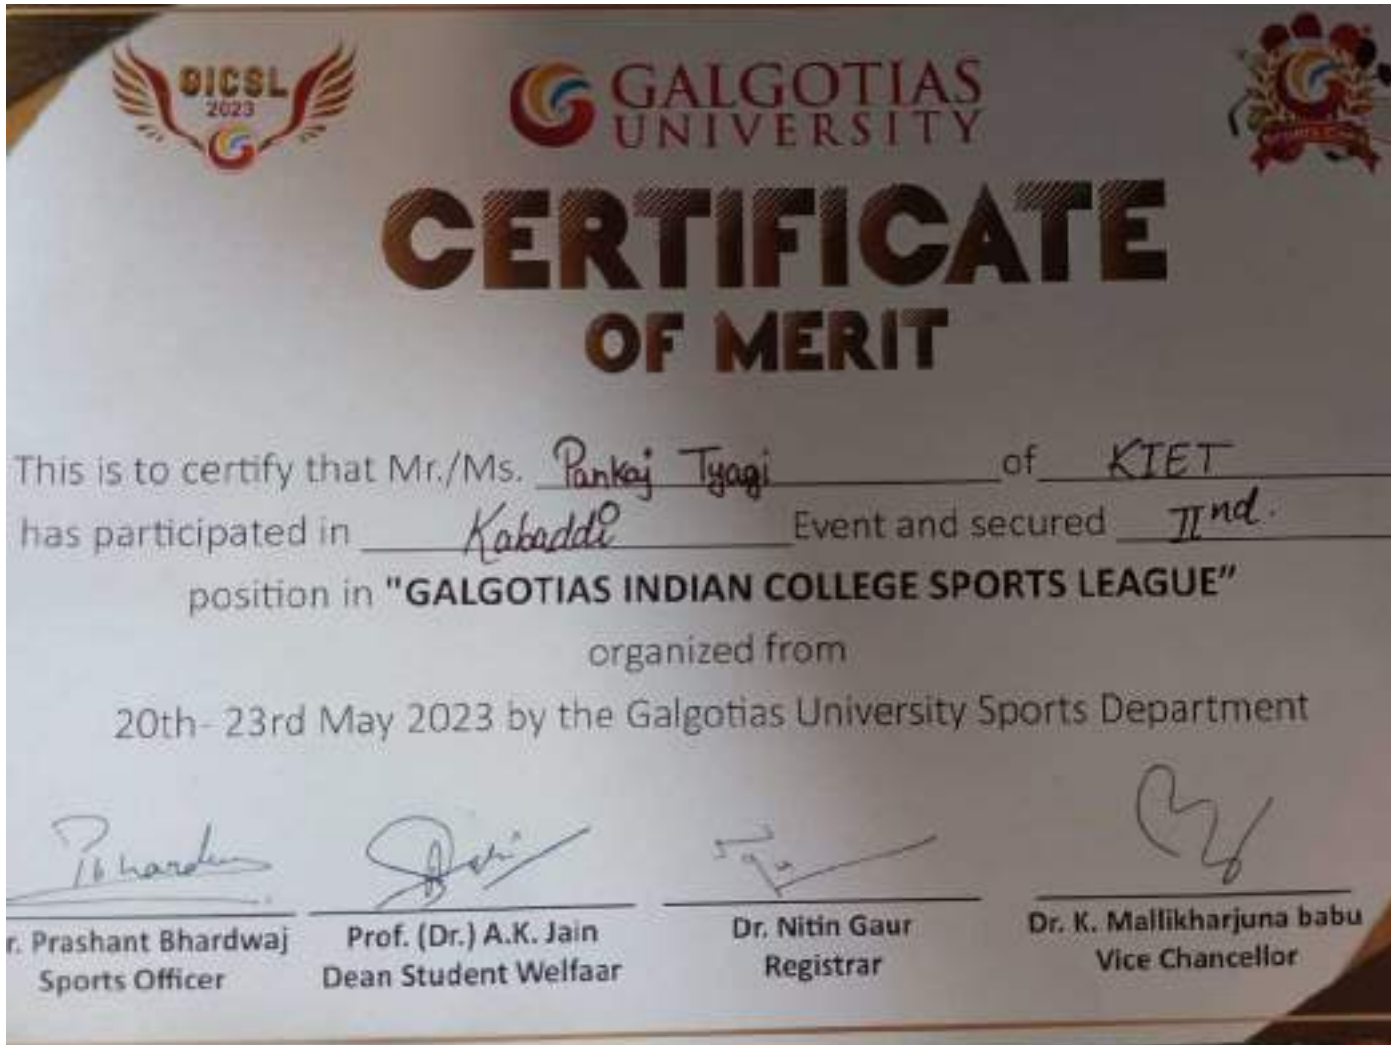 GICSL
2023
GALGOTIAS
UNIVERSITY
CERTIFICATE
OF MERIT
This is to certify that Mr./Ms. Pankaj Tyagi of KIET
has participated in Kabaddi Event and secured IInd.
position in "GALGOTIAS INDIAN COLLEGE SPORTS LEAGUE”
organized from
20th- 23rd May 2023 by the Galgotias University Sports Department
r. Prashant Bhardwaj Prof. (Dr.) A.K. Jain Dr. Nitin Gaur Dr. K. Mallikharjuna babu
Sports Officer Dean Student Welfaar Registrar Vice Chancellor